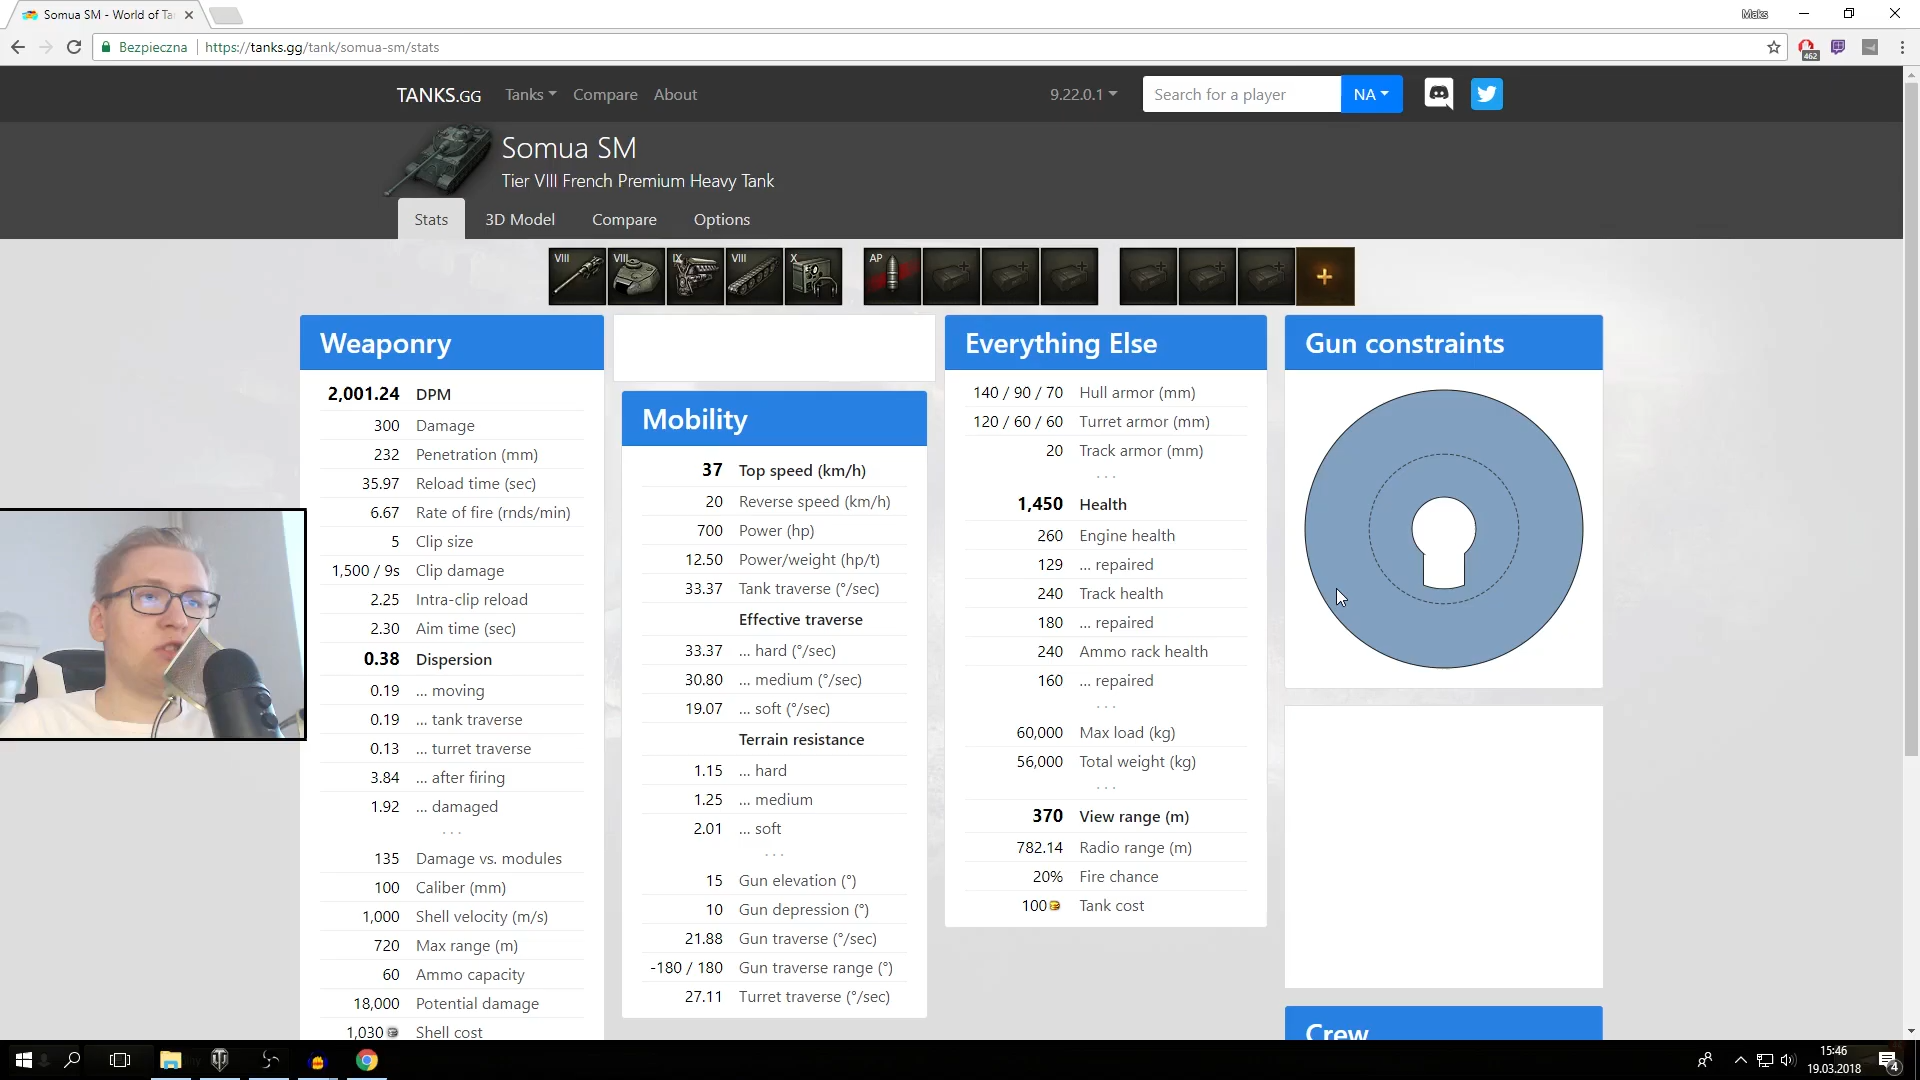 Somua SM - World of Ta
Maks
Bezpieczna
https://tanks.gg/tank/somua-sm/stats
462
TANKS.GG
Tanks
Compare
About
9.22.0.1
Search for a player
NA
Somua SM
Tier VIII French Premium Heavy Tank
Stats
3D Model
Compare
Options
VIII
VIII
IX
VIII
X
AP
Weaponry
2,001.24 DPM
300 Damage
232 Penetration (mm)
35.97 Reload time (sec)
6.67 Rate of fire (rnds/min)
5 Clip size
1,500 / 9s Clip damage
2.25 Intra-clip reload
2.30 Aim time (sec)
0.38 Dispersion
0.19 ... moving
0.19 ... tank traverse
0.13 ... turret traverse
3.84 ... after firing
1.92 ... damaged
...
135 Damage vs. modules
100 Caliber (mm)
1,000 Shell velocity (m/s)
720 Max range (m)
60 Ammo capacity
18,000 Potential damage
1,030 Shell cost
Mobility
37 Top speed (km/h)
20 Reverse speed (km/h)
700 Power (hp)
12.50 Power/weight (hp/t)
33.37 Tank traverse (°/sec)
Effective traverse
33.37 ... hard (°/sec)
30.80 ... medium (°/sec)
19.07 ... soft (°/sec)
Terrain resistance
1.15 ... hard
1.25 ... medium
2.01 ... soft
...
15 Gun elevation (°)
10 Gun depression (°)
21.88 Gun traverse (°/sec)
-180 / 180 Gun traverse range (°)
27.11 Turret traverse (°/sec)
Everything Else
140 / 90 / 70 Hull armor (mm)
120 / 60 / 60 Turret armor (mm)
20 Track armor (mm)
...
1,450 Health
260 Engine health
129 ... repaired
240 Track health
180 ... repaired
240 Ammo rack health
160 ... repaired
...
60,000 Max load (kg)
56,000 Total weight (kg)
...
370 View range (m)
782.14 Radio range (m)
20% Fire chance
100 Tank cost
Gun constraints
Crew
15:46
19.03.2018
4